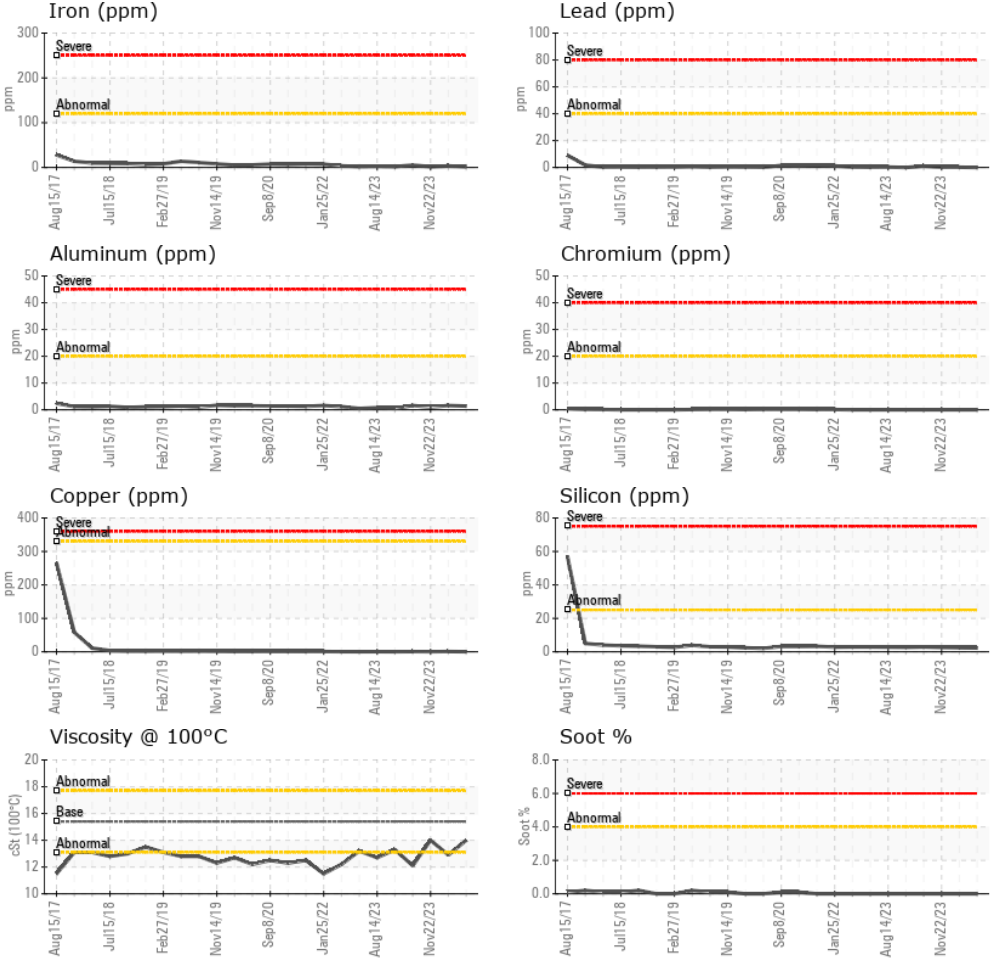 Iron (ppm)
300
200
100
0
ppm
Severe
Abnormal
Aug15/17
Jul15/18
Feb27/19
Nov14/19
Sep8/20
Jan25/22
Aug14/23
Nov22/23
Lead (ppm)
100
80
60
40
20
0
ppm
Severe
Abnormal
Aug15/17
Jul15/18
Feb27/19
Nov14/19
Sep8/20
Jan25/22
Aug14/23
Nov22/23
Aluminum (ppm)
50
40
30
20
10
0
ppm
Severe
Abnormal
Aug15/17
Jul15/18
Feb27/19
Nov14/19
Sep8/20
Jan25/22
Aug14/23
Nov22/23
Chromium (ppm)
50
40
30
20
10
0
ppm
Severe
Abnormal
Aug15/17
Jul15/18
Feb27/19
Nov14/19
Sep8/20
Jan25/22
Aug14/23
Nov22/23
Copper (ppm)
400
300
200
100
0
ppm
Severe
Abnormal
Aug15/17
Jul15/18
Feb27/19
Nov14/19
Sep8/20
Jan25/22
Aug14/23
Nov22/23
Silicon (ppm)
80
60
40
20
0
ppm
Severe
Abnormal
Aug15/17
Jul15/18
Feb27/19
Nov14/19
Sep8/20
Jan25/22
Aug14/23
Nov22/23
Viscosity @ 100°C
20
18
16
14
12
10
cSt (100°C)
Abnormal
Base
Abnormal
Aug15/17
Jul15/18
Feb27/19
Nov14/19
Sep8/20
Jan25/22
Aug14/23
Nov22/23
Soot %
8.0
6.0
4.0
2.0
0.0
Soot %
Severe
Abnormal
Aug15/17
Jul15/18
Feb27/19
Nov14/19
Sep8/20
Jan25/22
Aug14/23
Nov22/23